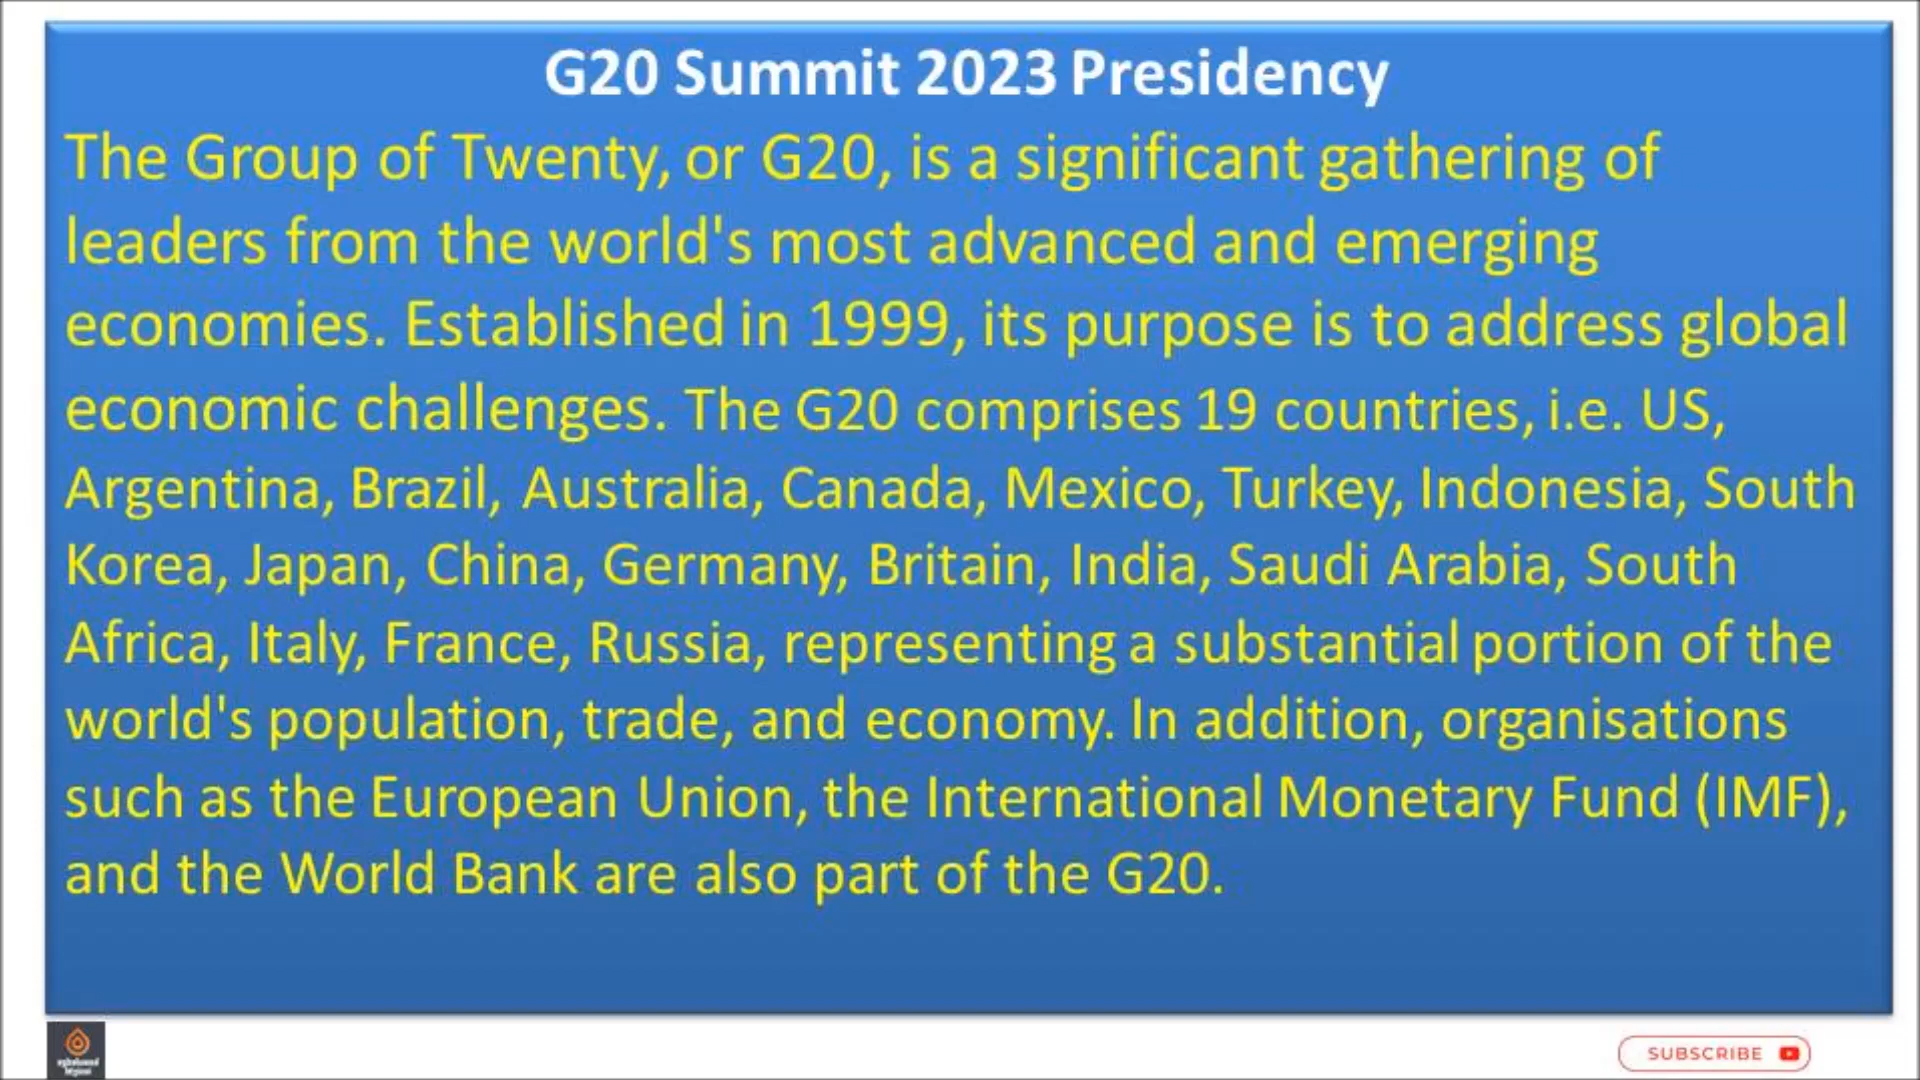 G20 Summit 2023 Presidency
The Group of Twenty, or G20, is a significant gathering of
leaders from the world's most advanced and emerging
economies. Established in 1999, its purpose is to address global
economic challenges. The G20 comprises 19 countries, i.e. US,
Argentina, Brazil, Australia, Canada, Mexico, Turkey, Indonesia, South
Korea, Japan, China, Germany, Britain, India, Saudi Arabia, South
Africa, Italy, France, Russia, representing a substantial portion of the
world's population, trade, and economy. In addition, organisations
such as the European Union, the International Monetary Fund (IMF),
and the World Bank are also part of the G20.
SUBSCRIBE